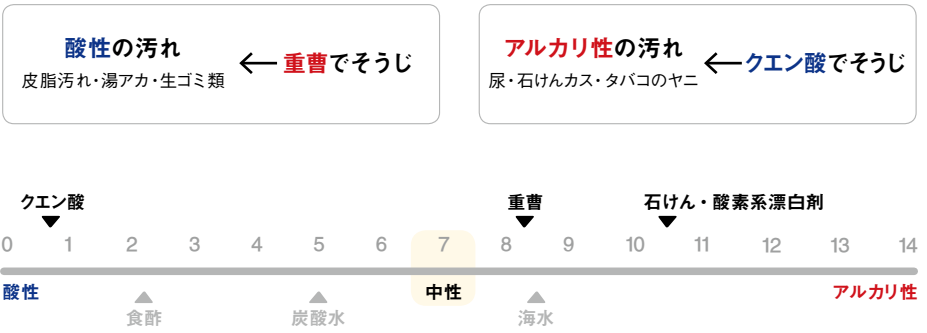 酸性の汚れ
皮脂汚れ・湯アカ・生ゴミ類
←重曹でそうじ
アルカリ性の汚れ
尿・石けんカス・タバコのヤニ
←クエン酸でそうじ
クエン酸 重曹 石けん・酸素系漂白剤
0 1 2 3 4 5 6 7 8 9 10 11 12 13 14
酸性 中性 アルカリ性
食酢 炭酸水 海水